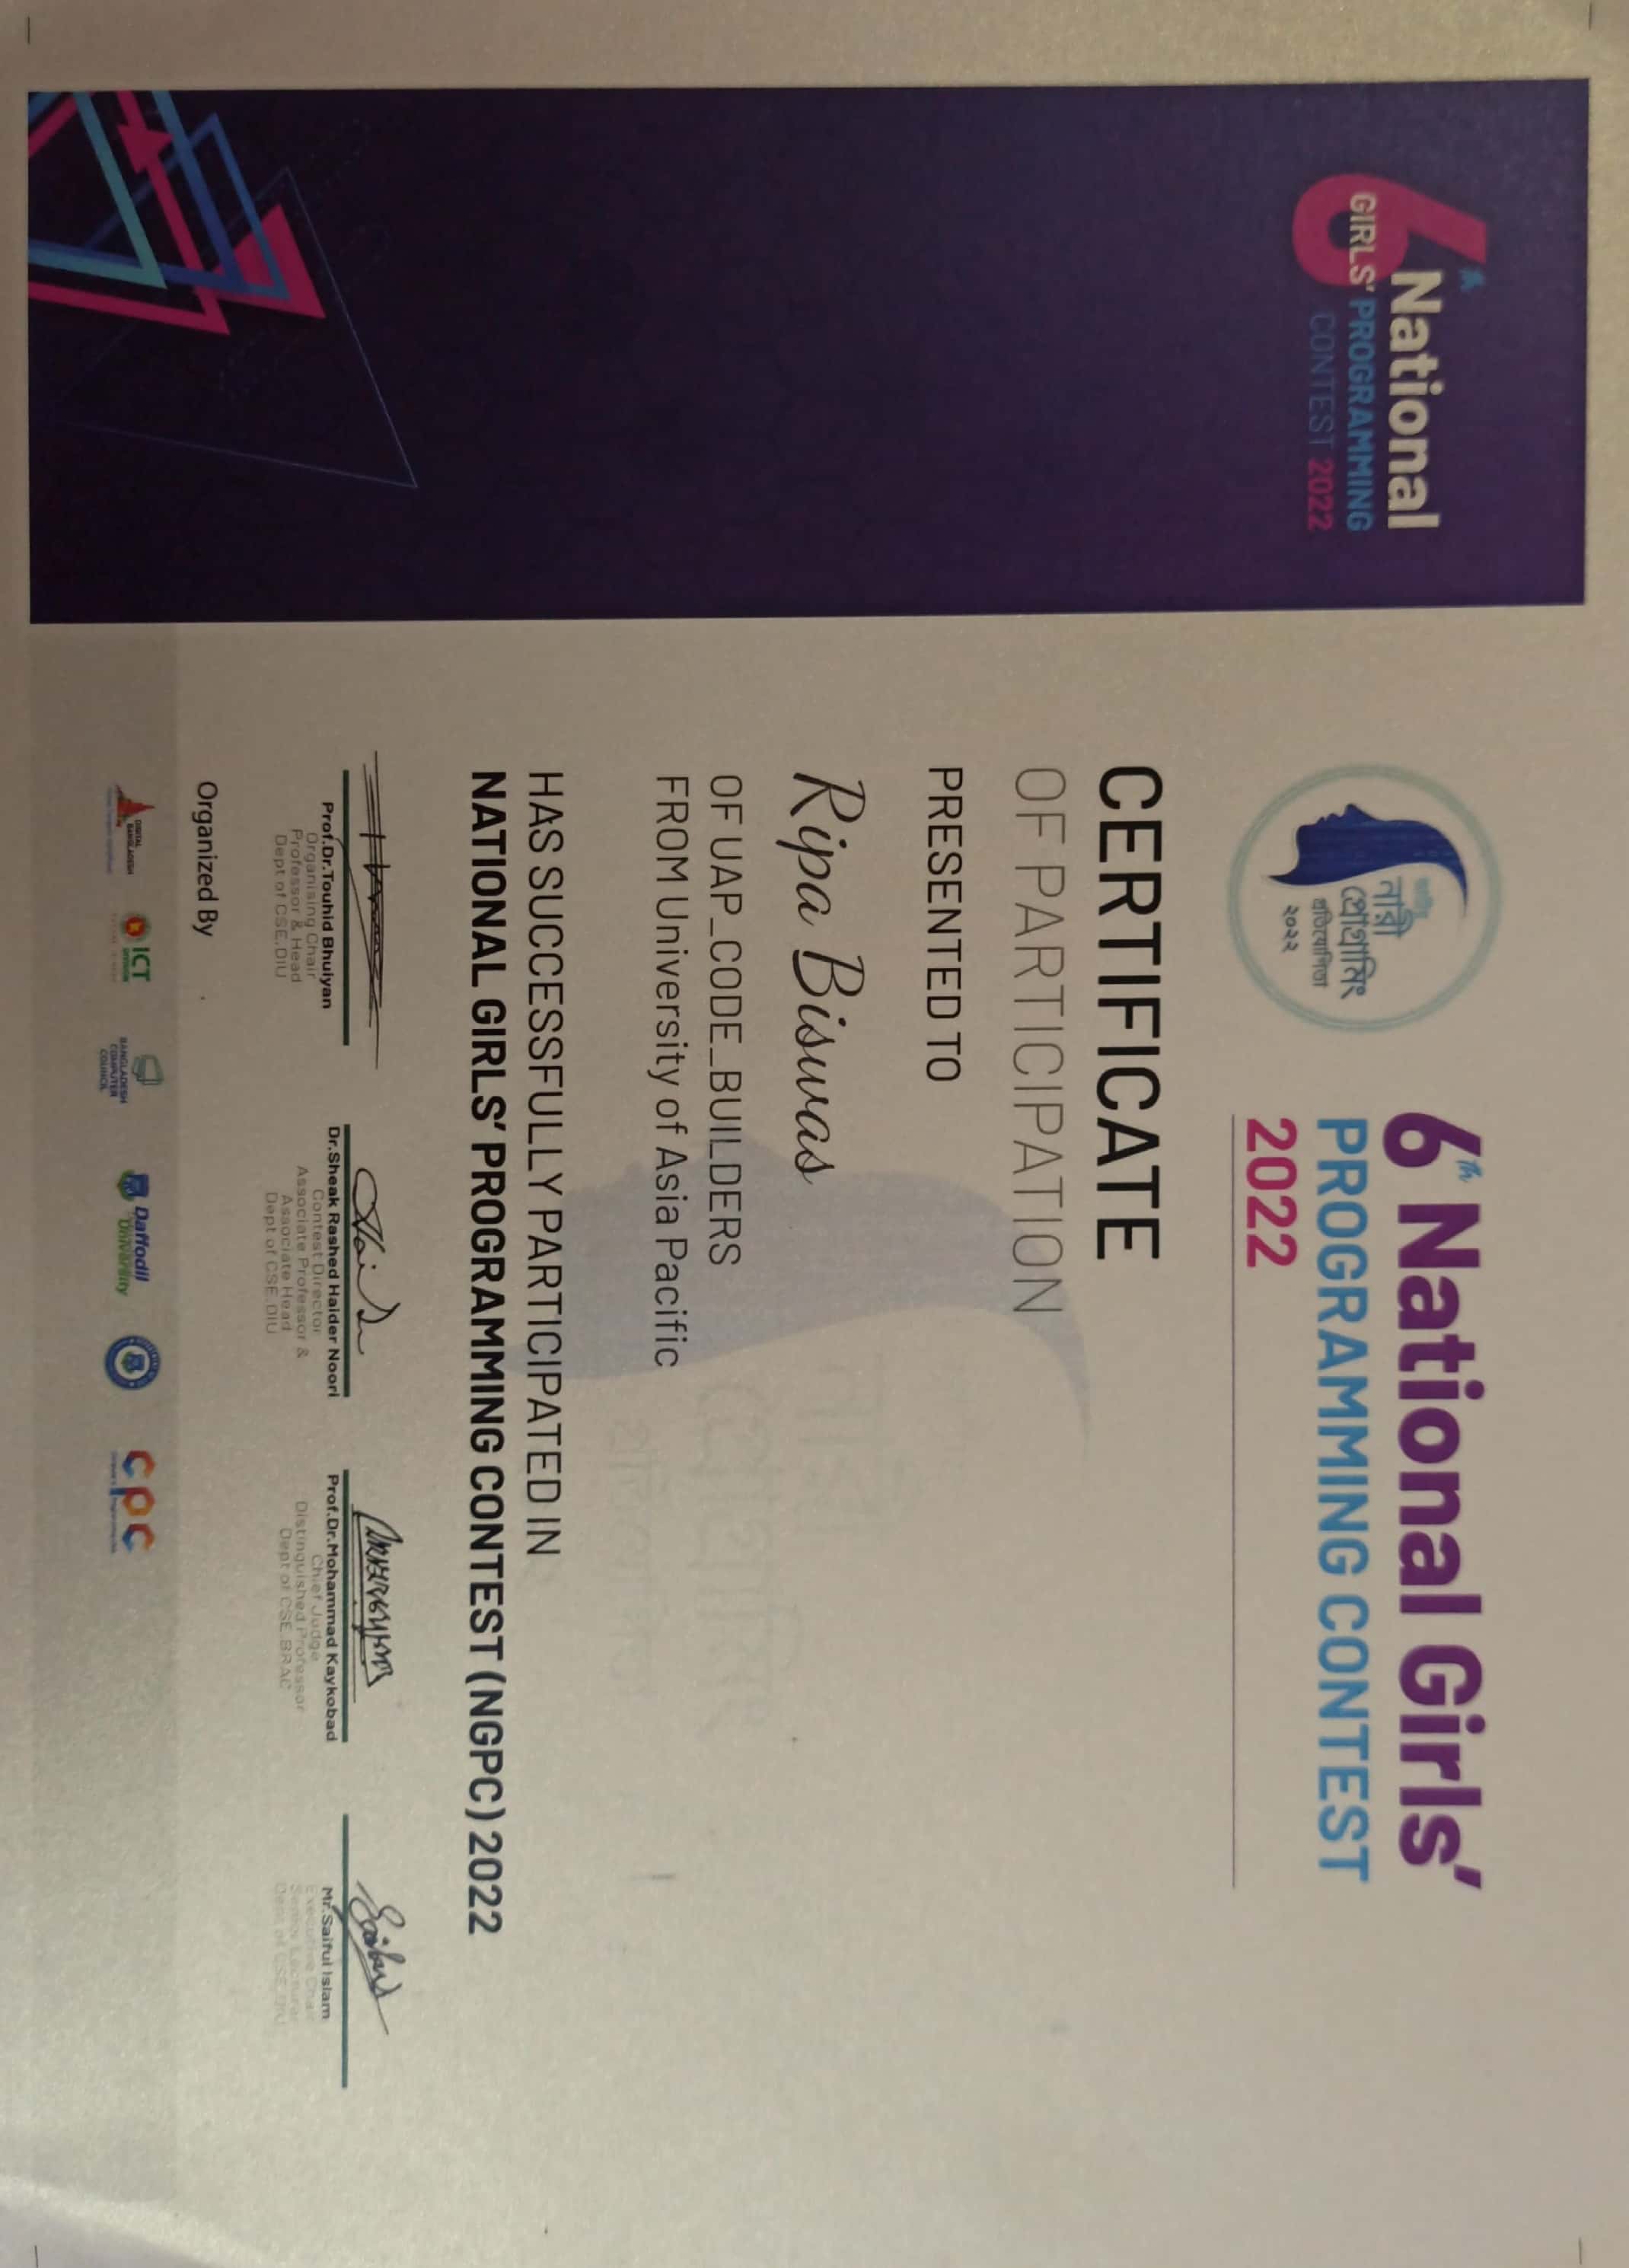 6th
National
GIRLS' PROGRAMMING
CONTEST 2022
জাতীয়
নারী
প্রোগ্রামিং
প্রতিযোগিতা
২০২২
6th National Girls'
PROGRAMMING CONTEST
2022
CERTIFICATE
OF PARTICIPATION
PRESENTED TO
Ripa Biswas
OF UAP_CODE_BUILDERS
FROM University of Asia Pacific
নারী
প্রোগ্রামিং
প্রতিযোগিতা
HAS SUCCESSFULLY PARTICIPATED IN
NATIONAL GIRLS' PROGRAMMING CONTEST (NGPC) 2022
Prof.Dr.Touhid Bhuiyan
Organising Chair
Professor & Head
Dept of CSE.DIU
Dr.Sheak Rashed Haider Noori
Contest Director
Associate Professor &
Associate Head
Dept of CSE.DIU
Prof.Dr.Mohammad Kaykobad
Chief Judge
Distinguished Professor
Dept of CSE.BRAC
Mr.Saiful Islam
Executive Chair
Senior Lecturer
Dept of CSE.DIU
Organized By
DIGITAL
BANGLADESH
ICT
DIVISION
BANGLADESH
COMPUTER
COUNCIL
Daffodil
University
cpc